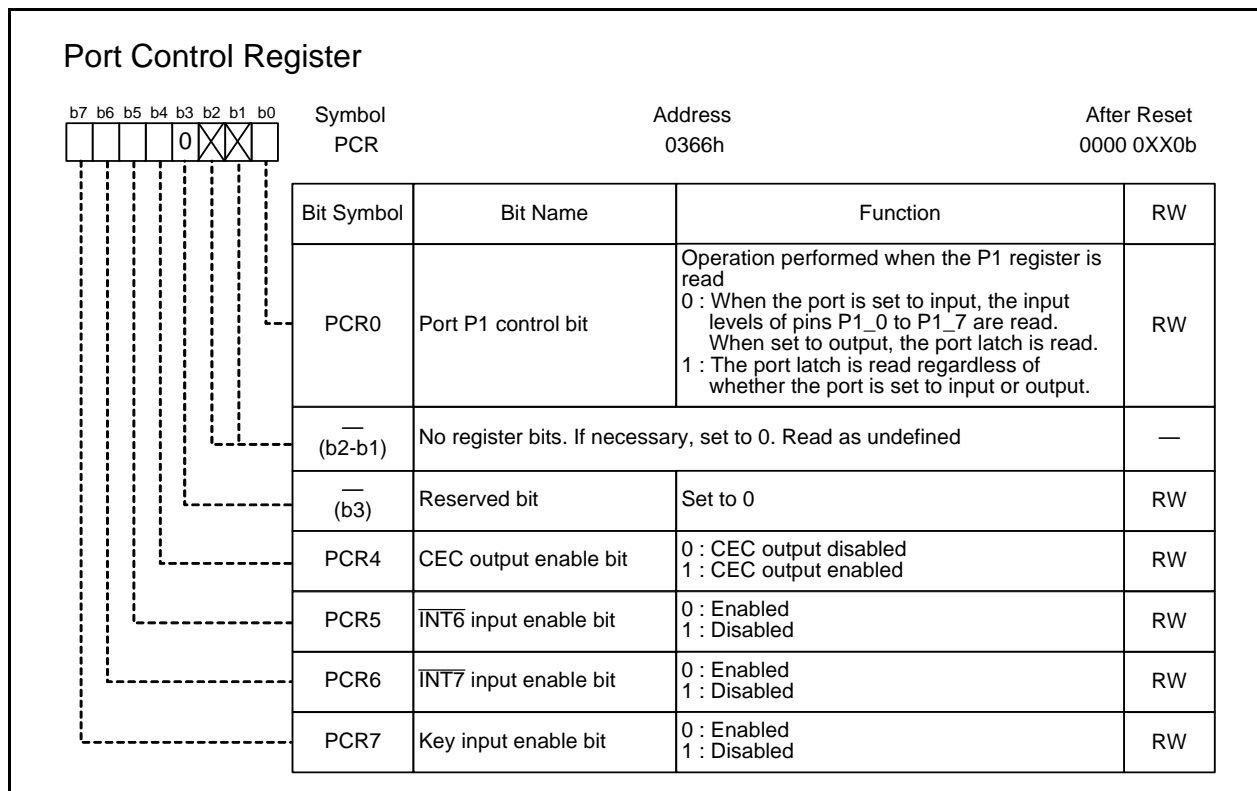 Port Control Register
b7 b6 b5 b4 b3 b2 b1 b0
Symbol Address After Reset
PCR 0366h 0000 0XX0b
0
Bit Symbol Bit Name Function RW
PCR0 Port P1 control bit
Operation performed when the P1 register is
read
0 : When the port is set to input, the input
levels of pins P1_0 to P1_7 are read.
When set to output, the port latch is read.
1 : The port latch is read regardless of
whether the port is set to input or output.
RW
—
(b2-b1)
No register bits. If necessary, set to 0. Read as undefined —
—
(b3)
Reserved bit Set to 0 RW
PCR4 CEC output enable bit
0 : CEC output disabled
1 : CEC output enabled
RW
PCR5 I̅N̅T̅6̅ input enable bit
0 : Enabled
1 : Disabled
RW
PCR6 I̅N̅T̅7̅ input enable bit
0 : Enabled
1 : Disabled
RW
PCR7 Key input enable bit
0 : Enabled
1 : Disabled
RW